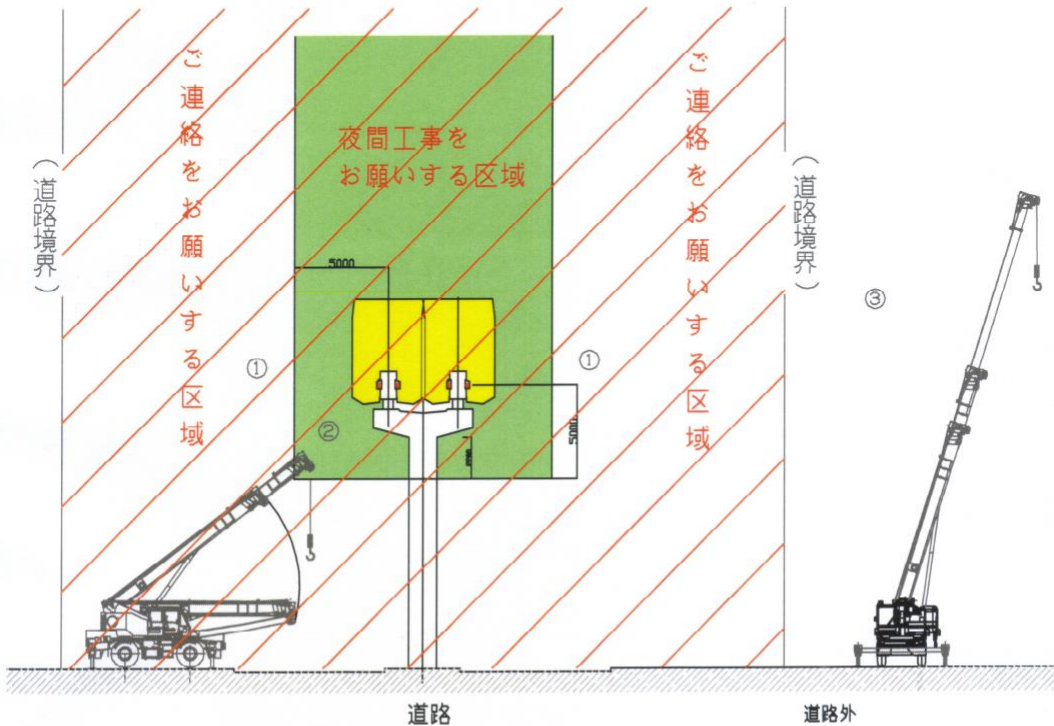 ご連絡をお願いする区域
夜間工事を
お願いする区域
ご連絡をお願いする区域
(道路境界)
(道路境界)
5000
③
①
①
5000
②
道路
道路外